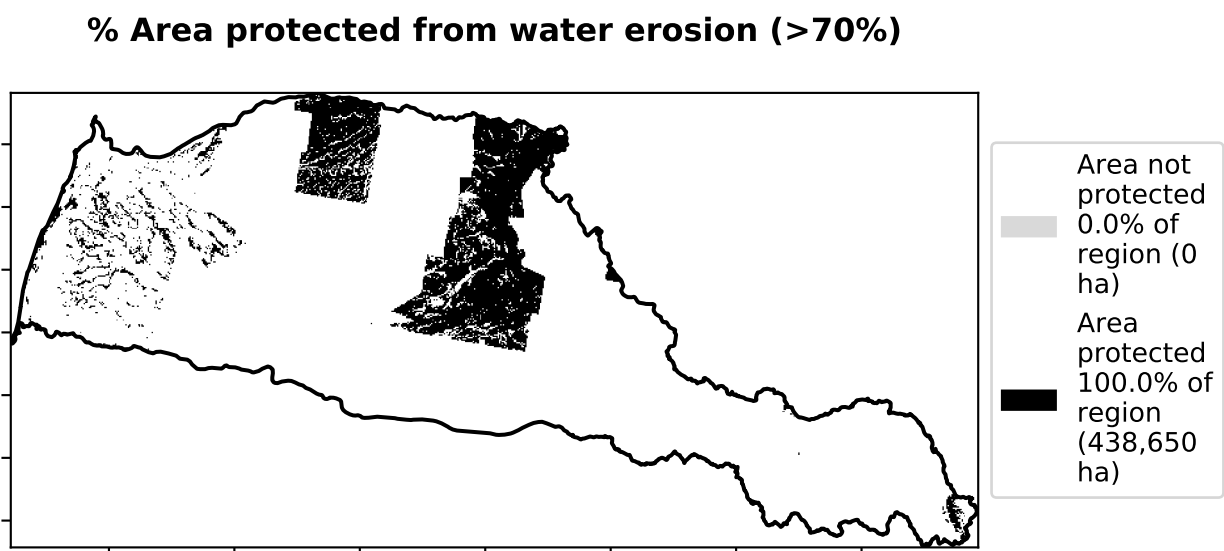 % Area protected from water erosion (>70%)
Area not
protected
0.0% of
region (0
ha)
Area
protected
100.0% of
region
(438,650
ha)